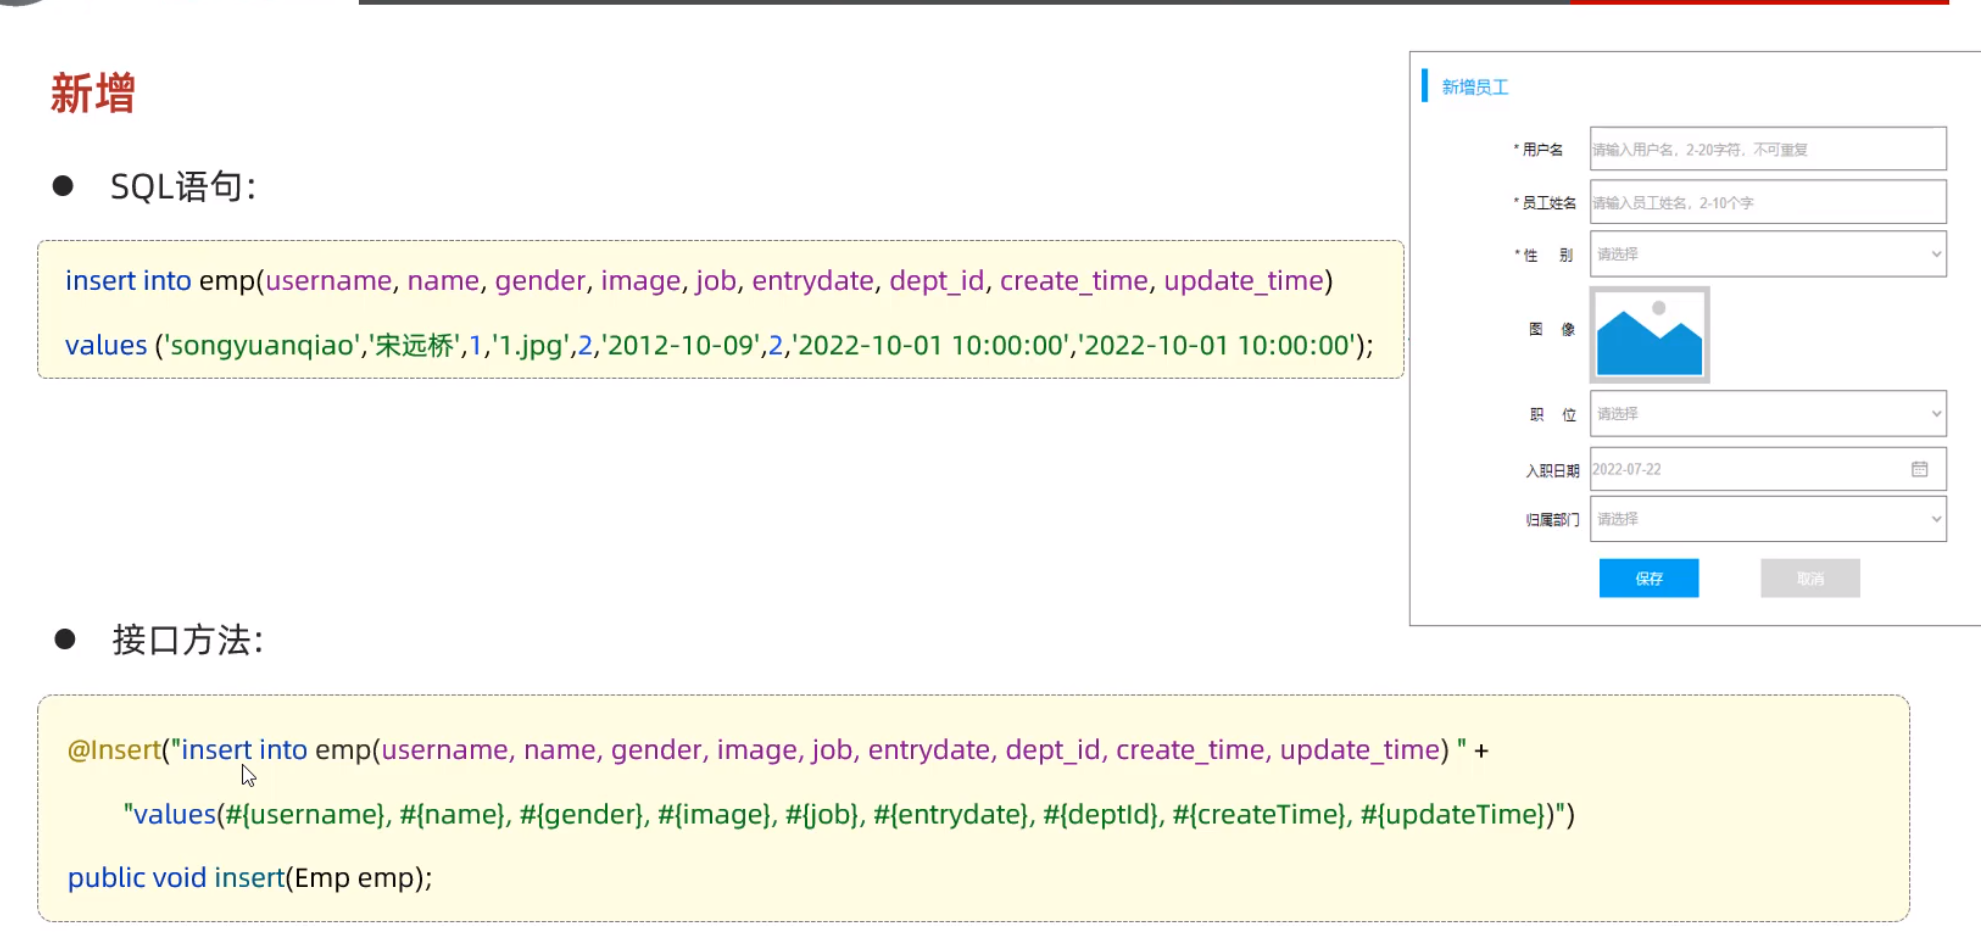 新增
● SQL语句：
insert into emp(username, name, gender, image, job, entrydate, dept_id, create_time, update_time)
values ('songyuanqiao','宋远桥',1,'1.jpg',2,'2012-10-09',2,'2022-10-01 10:00:00','2022-10-01 10:00:00');
新增员工
* 用户名 请输入用户名，2-20字符，不可重复
* 员工姓名 请输入员工姓名，2-10个字
* 性 别 请选择
图 像
职 位 请选择
入职日期 2022-07-22
归属部门 请选择
保存 取消
● 接口方法：
@Insert("insert into emp(username, name, gender, image, job, entrydate, dept_id, create_time, update_time) " +
"values(#{username}, #{name}, #{gender}, #{image}, #{job}, #{entrydate}, #{deptId}, #{createTime}, #{updateTime})")
public void insert(Emp emp);